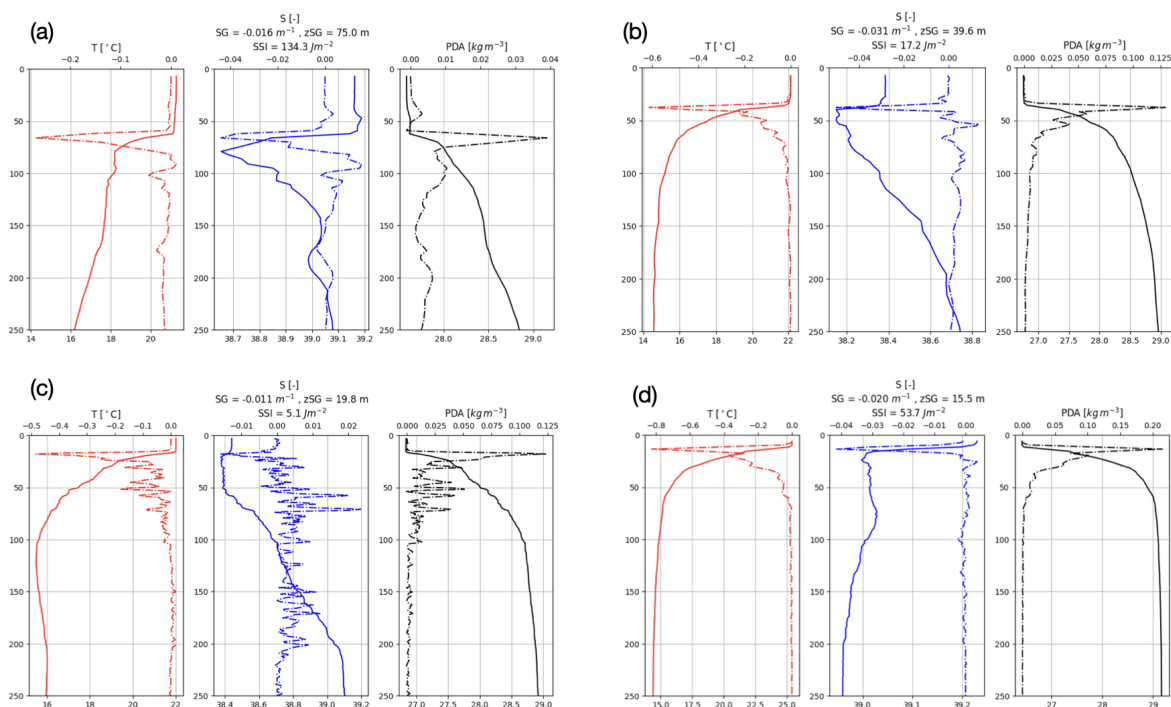 (a)
S [-]
SG = -0.016 m⁻¹ , zSG = 75.0 m
T [°C] SSI = 134.3 Jm⁻² PDA [kg m⁻³]
−0.2 −0.1 0.0 −0.04 −0.02 0.00 0.00 0.01 0.02 0.03 0.04
0
50
100
150
200
250
14 16 18 20 38.7 38.8 38.9 39.0 39.1 39.2 28.0 28.5 29.0
(b)
S [-]
SG = -0.031 m⁻¹ , zSG = 39.6 m
T [°C] SSI = 17.2 Jm⁻² PDA [kg m⁻³]
−0.6 −0.4 −0.2 0.0 −0.04 −0.02 0.00 0.000 0.025 0.050 0.075 0.100 0.125
0
50
100
150
200
250
14 16 18 20 22 38.2 38.4 38.6 38.8 27.0 27.5 28.0 28.5 29.0
(c)
S [-]
SG = -0.011 m⁻¹ , zSG = 19.8 m
T [°C] SSI = 5.1 Jm⁻² PDA [kg m⁻³]
−0.5 −0.4 −0.3 −0.2 −0.1 0.0 −0.01 0.00 0.01 0.02 0.000 0.025 0.050 0.075 0.100 0.125
0
50
100
150
200
250
16 18 20 22 38.4 38.6 38.8 39.0 27.0 27.5 28.0 28.5 29.0
(d)
S [-]
SG = -0.020 m⁻¹ , zSG = 15.5 m
T [°C] SSI = 53.7 Jm⁻² PDA [kg m⁻³]
−0.8 −0.6 −0.4 −0.2 0.0 −0.04 −0.03 −0.02 −0.01 0.00 0.00 0.05 0.10 0.15 0.20
0
50
100
150
200
250
15.0 17.5 20.0 22.5 25.0 39.0 39.1 39.2 27 28 29